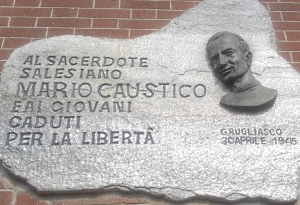 AL SACERDOTE
SALESIANO
MARIO CAUSTICO
E AI GIOVANI
CADUTI
PER LA LIBERTÀ
GRUGLIASCO
30 APRILE 1945